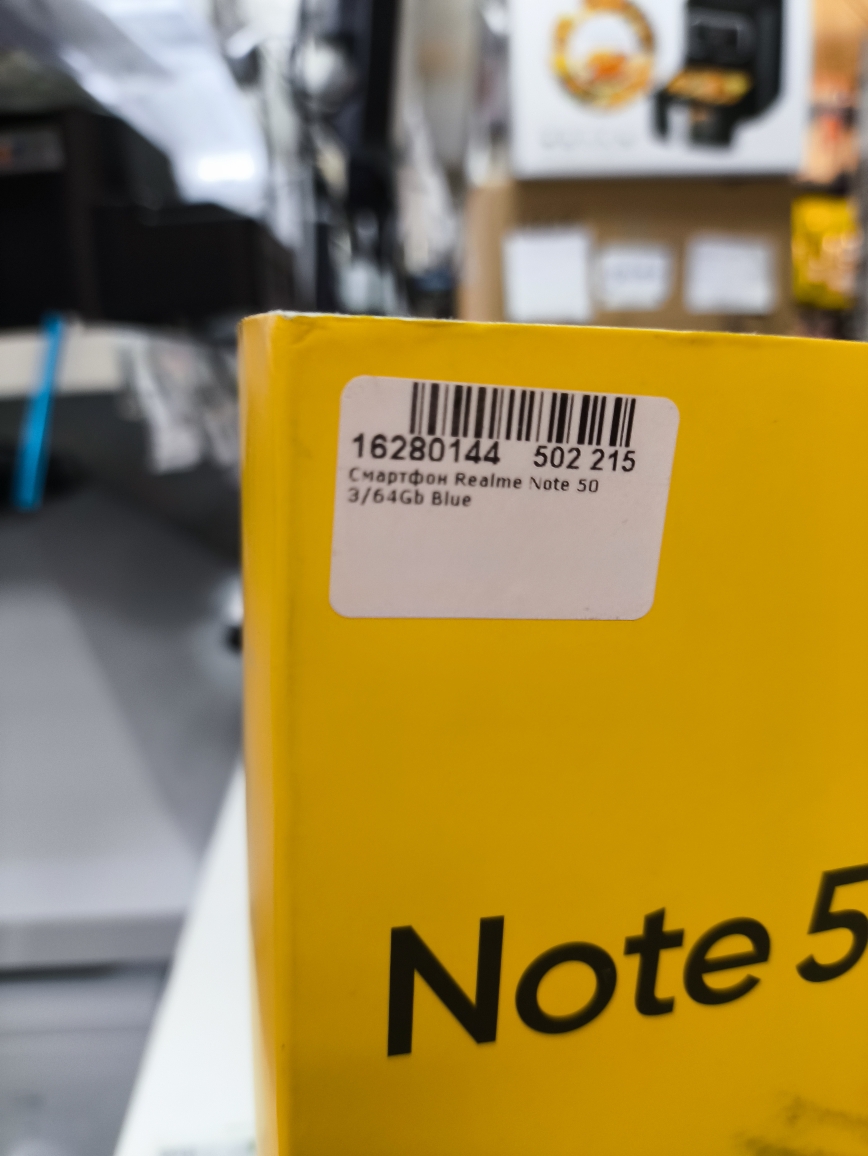 16280144 502 215
Смартфон Realme Note 50
3/64Gb Blue
Note 5